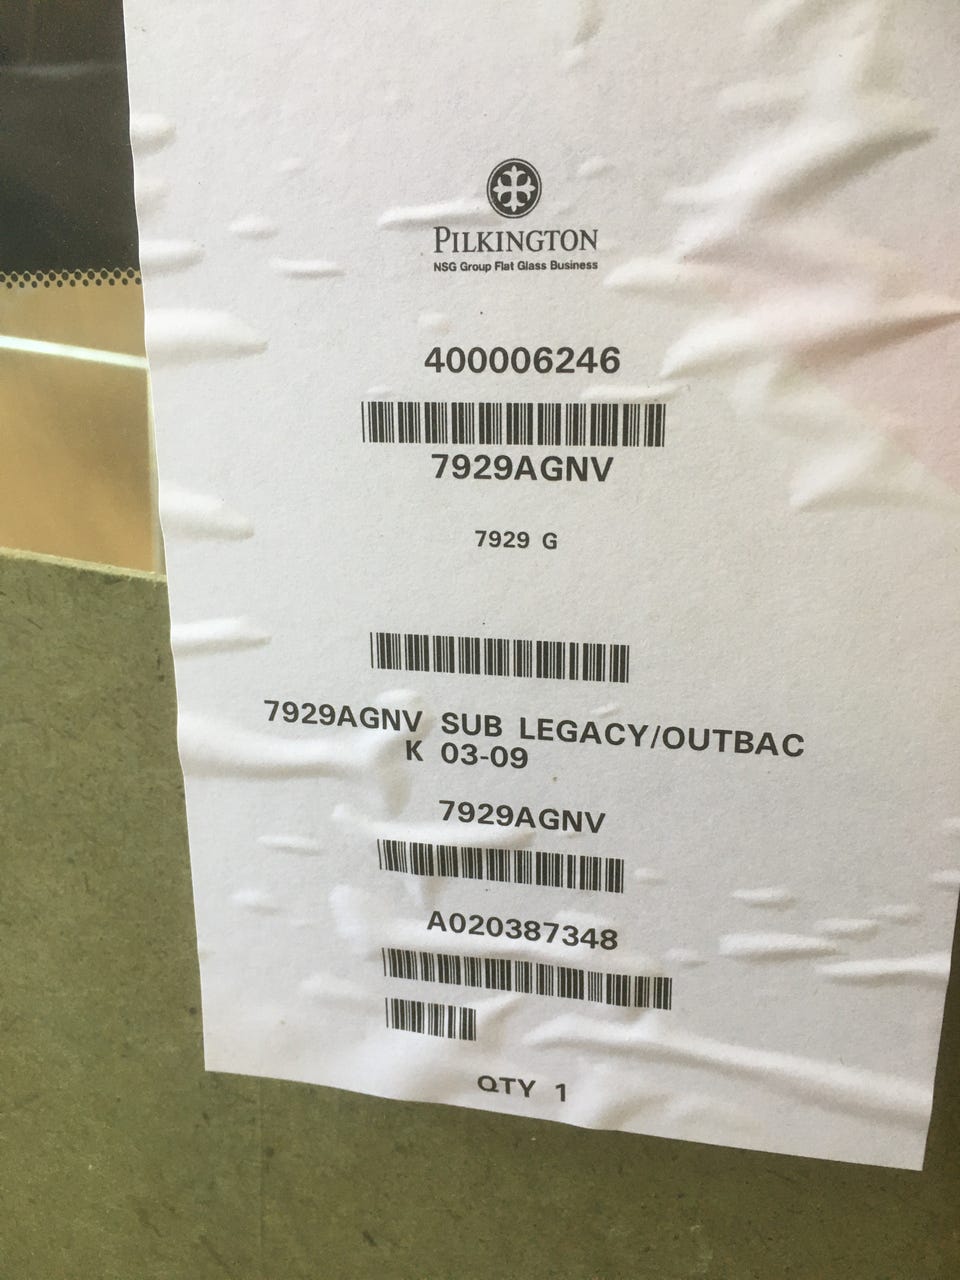 PILKINGTON
NSG Group Flat Glass Business
400006246
7929AGNV
7929 G
7929AGNV SUB LEGACY/OUTBAC
K 03-09
7929AGNV
A020387348
QTY 1